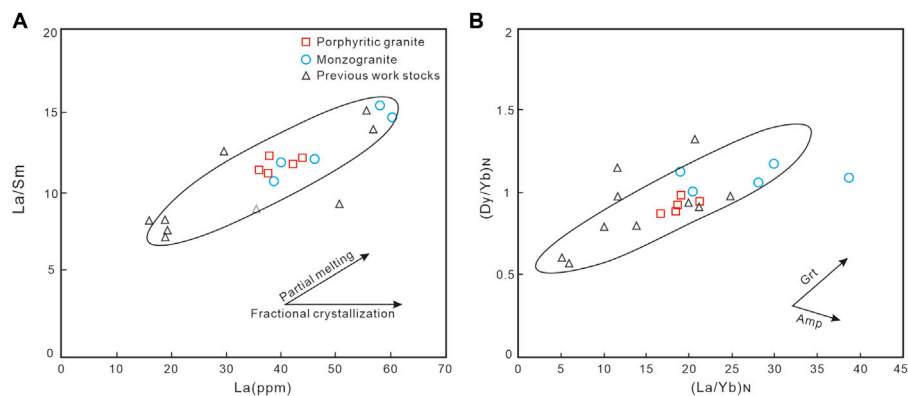 A
20
15
10
5
0
0
10
20
30
40
50
60
70
La/Sm
La(ppm)
Porphyritic granite
Monzogranite
Previous work stocks
Partial melting
Fractional crystallization
B
2
1.5
1
0.5
0
0
5
10
15
20
25
30
35
40
45
(Dy/Yb)N
(La/Yb)N
Grt
Amp